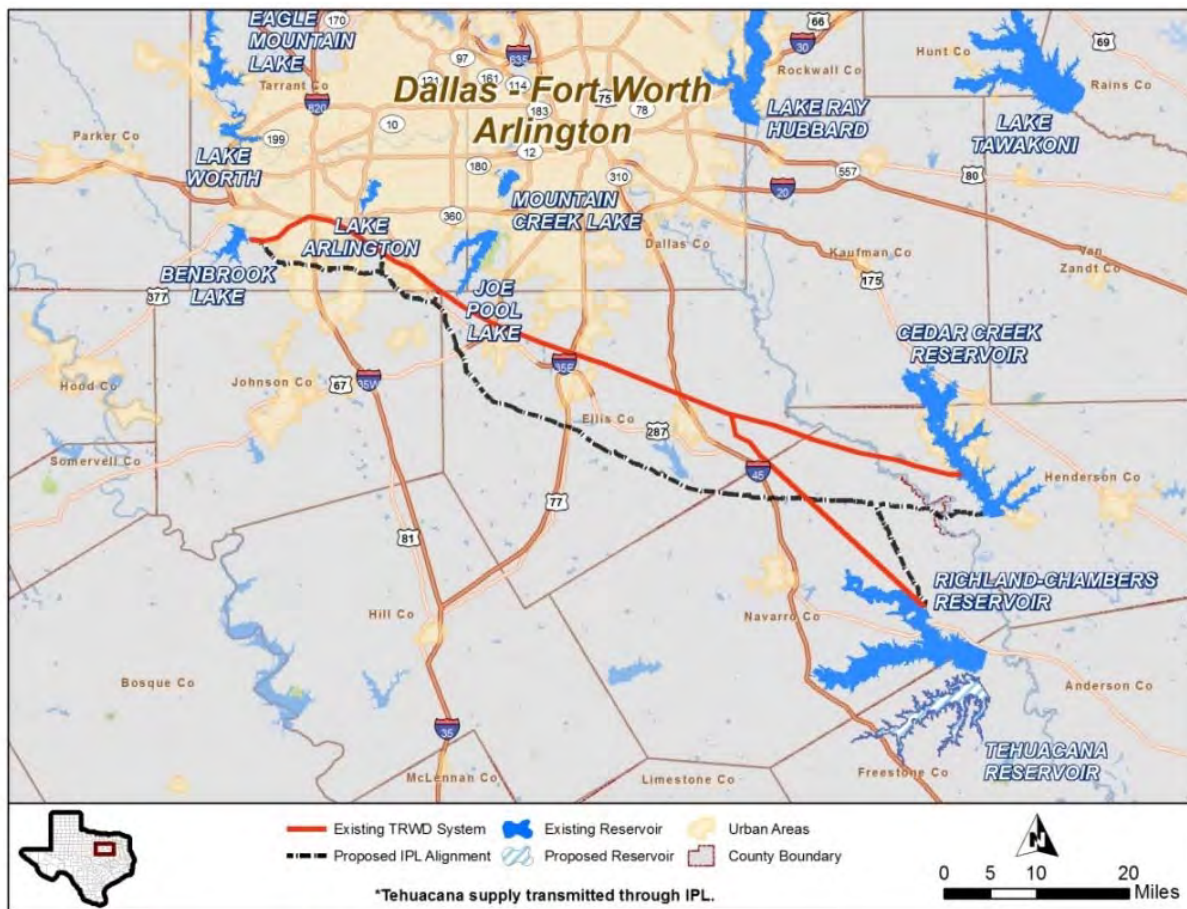 EAGLE
MOUNTAIN
LAKE
170
66
69
Hunt Co
97
635
30
Rockwall Co
Tarrant Co
121
161
114
75
Rains Co
820
Dallas - Fort Worth
Arlington
183
78
LAKE RAY
HUBBARD
LAKE
TAWAKONI
Parker Co
199
10
12
LAKE
WORTH
180
310
557
80
20
MOUNTAIN
CREEK LAKE
360
LAKE
ARLINGTON
Dallas Co
Kaufman Co
Van
Zandt Co
BENBROOK
LAKE
377
175
JOE
POOL
LAKE
CEDAR CREEK
RESERVOIR
Hood Co
Johnson Co
67
35W
35E
Ellis Co
287
Somervell Co
45
Henderson Co
77
81
RICHLAND-CHAMBERS
RESERVOIR
Hill Co
Navarro Co
Bosque Co
Anderson Co
35
TEHUACANA
RESERVOIR
McLennan Co
Limestone Co
Freestone Co
Existing TRWD System
Existing Reservoir
Urban Areas
Proposed IPL Alignment
Proposed Reservoir
County Boundary
*Tehuacana supply transmitted through IPL.
N
0 5 10 20
Miles